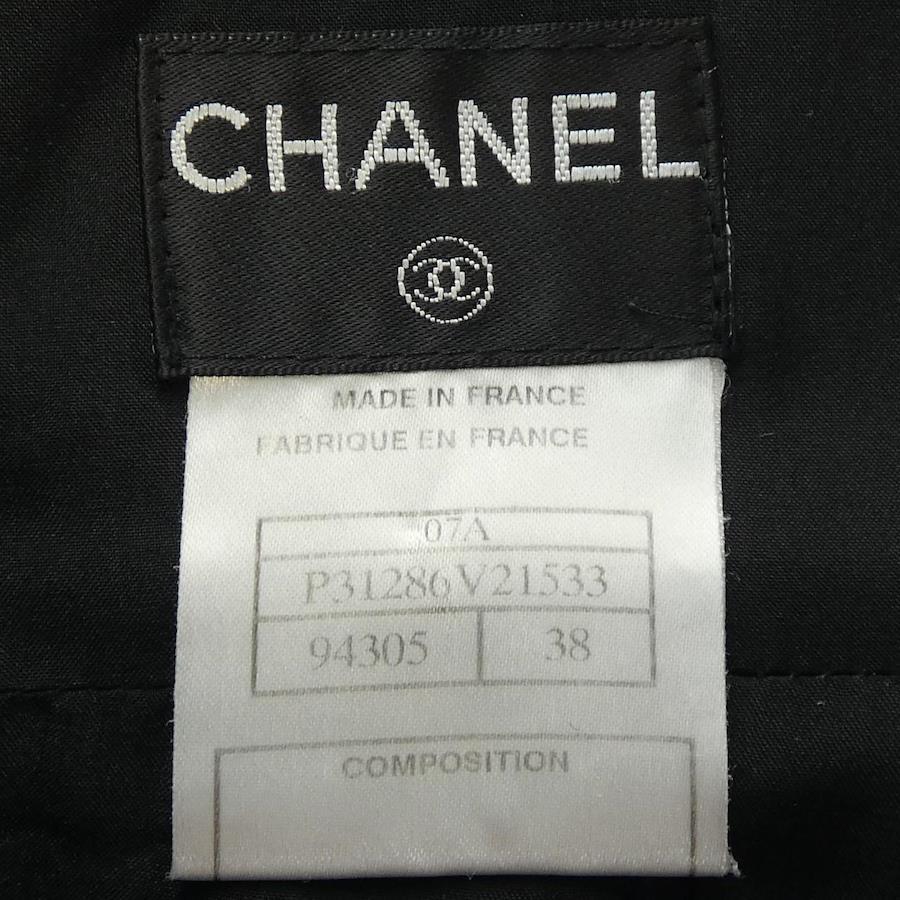 CHANEL
MADE IN FRANCE
FABRIQUE EN FRANCE
07A
P31286V21533
94305 38
COMPOSITION